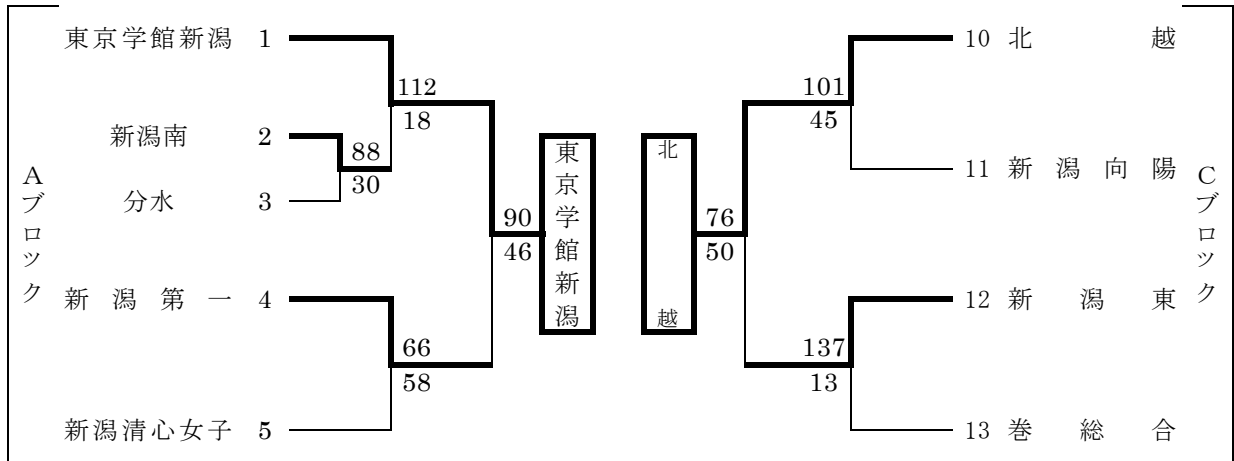 Aブロック
東京学館新潟 1
新潟南 2
分水 3
新潟第一 4
新潟清心女子 5
112
18
88
30
66
58
90
46
東京学館新潟
北越
76
50
101
45
137
13
10 北越
11 新潟向陽
12 新潟東
13 巻総合
Cブロック